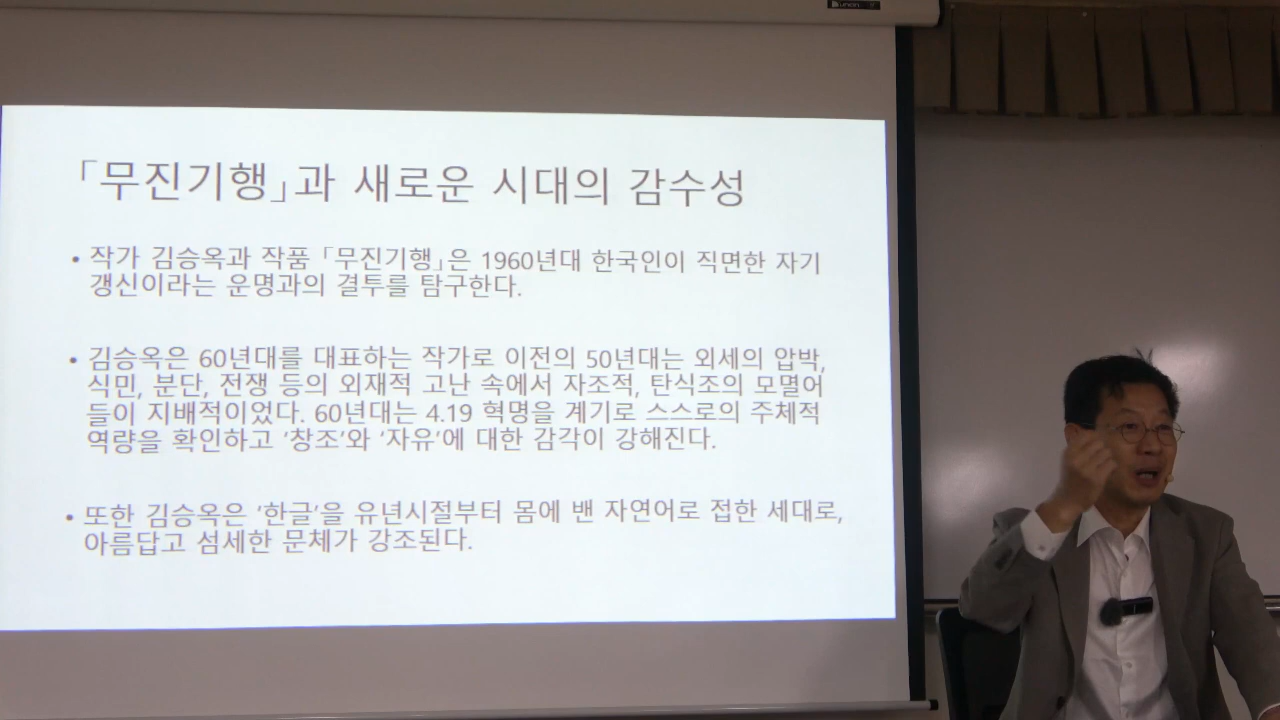 「무진기행」과 새로운 시대의 감수성
• 작가 김승옥과 작품 「무진기행」은 1960년대 한국인이 직면한 자기
갱신이라는 운명과의 결투를 탐구한다.
• 김승옥은 60년대를 대표하는 작가로 이전의 50년대는 외세의 압박,
식민, 분단, 전쟁 등의 외재적 고난 속에서 자조적, 탄식조의 모멸어
들이 지배적이었다. 60년대는 4.19 혁명을 계기로 스스로의 주체적
역량을 확인하고 ‘창조’와 ‘자유’에 대한 감각이 강해진다.
• 또한 김승옥은 ‘한글’을 유년시절부터 몸에 밴 자연어로 접한 세대로,
아름답고 섬세한 문체가 강조된다.